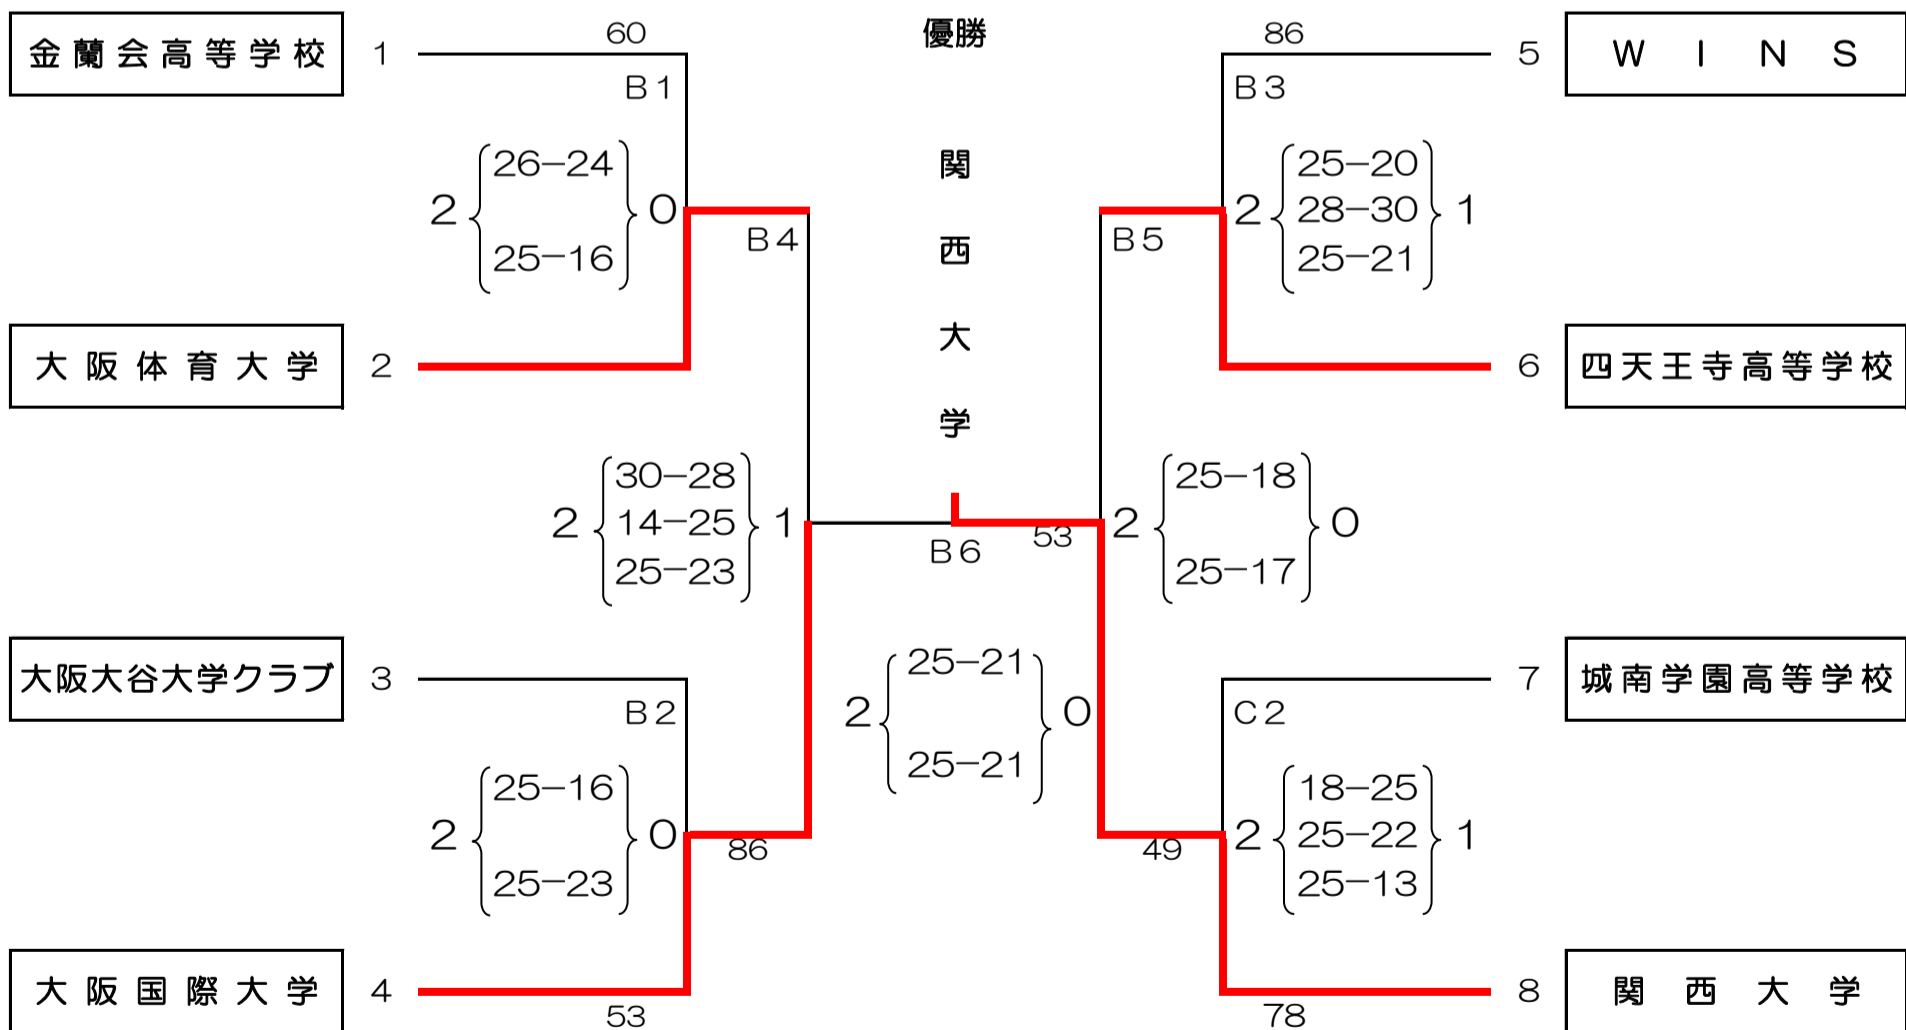 優勝
関西大学
金蘭会高等学校 1
60
B1
2 26-24 0
25-16
大阪体育大学 2
B4
2 30-28 1
14-25
25-23
大阪大谷大学クラブ 3
B2
2 25-16 0
25-23
86
大阪国際大学 4
53
B6
53
2 25-21 0
25-21
86
5 WINS
B3
2 25-20 1
28-30
25-21
B5
6 四天王寺高等学校
2 25-18 0
25-17
7 城南学園高等学校
C2
2 18-25 1
25-22
25-13
49
8 関西大学
78